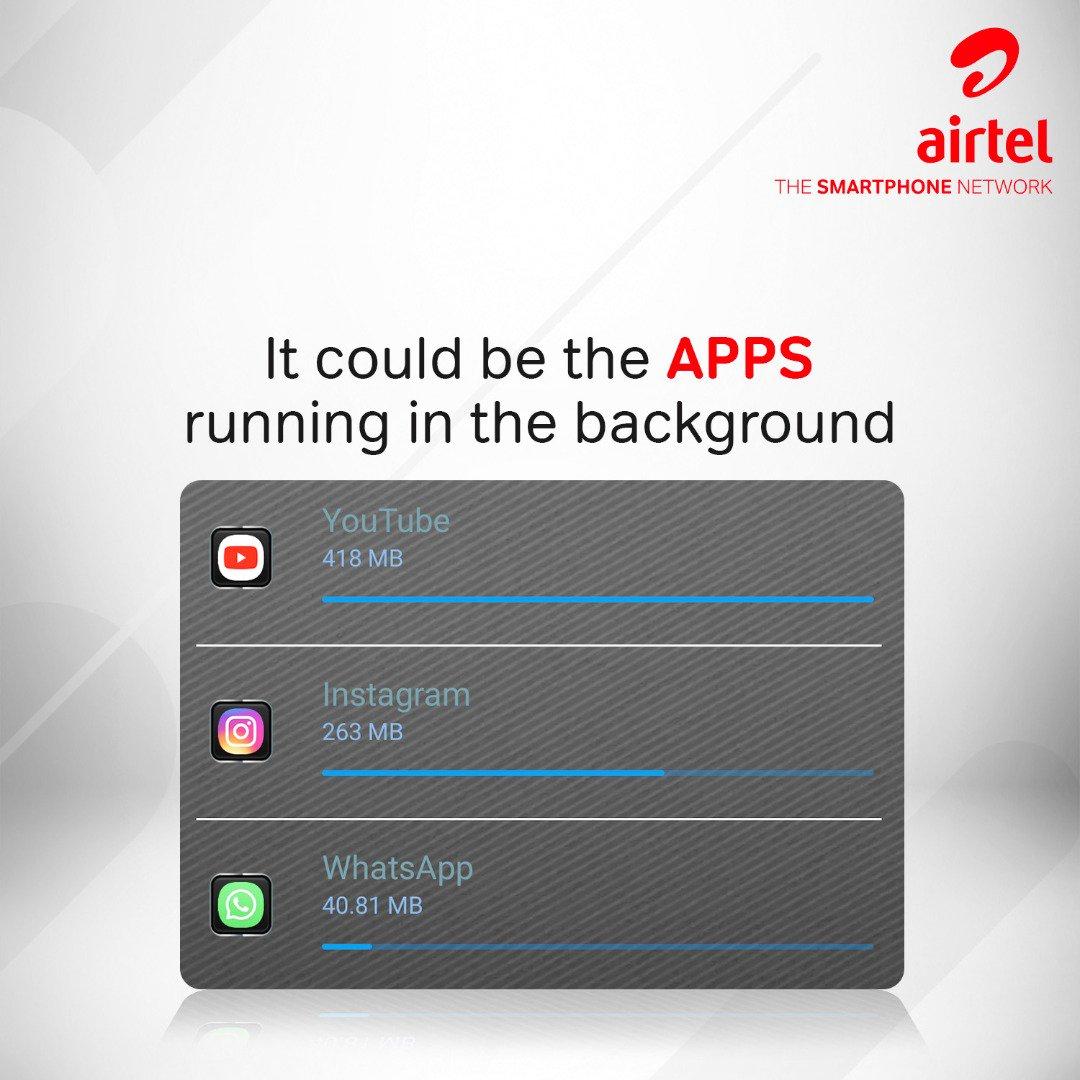 airtel
THE SMARTPHONE NETWORK
It could be the APPS
running in the background
YouTube
418 MB
Instagram
263 MB
WhatsApp
40.81 MB